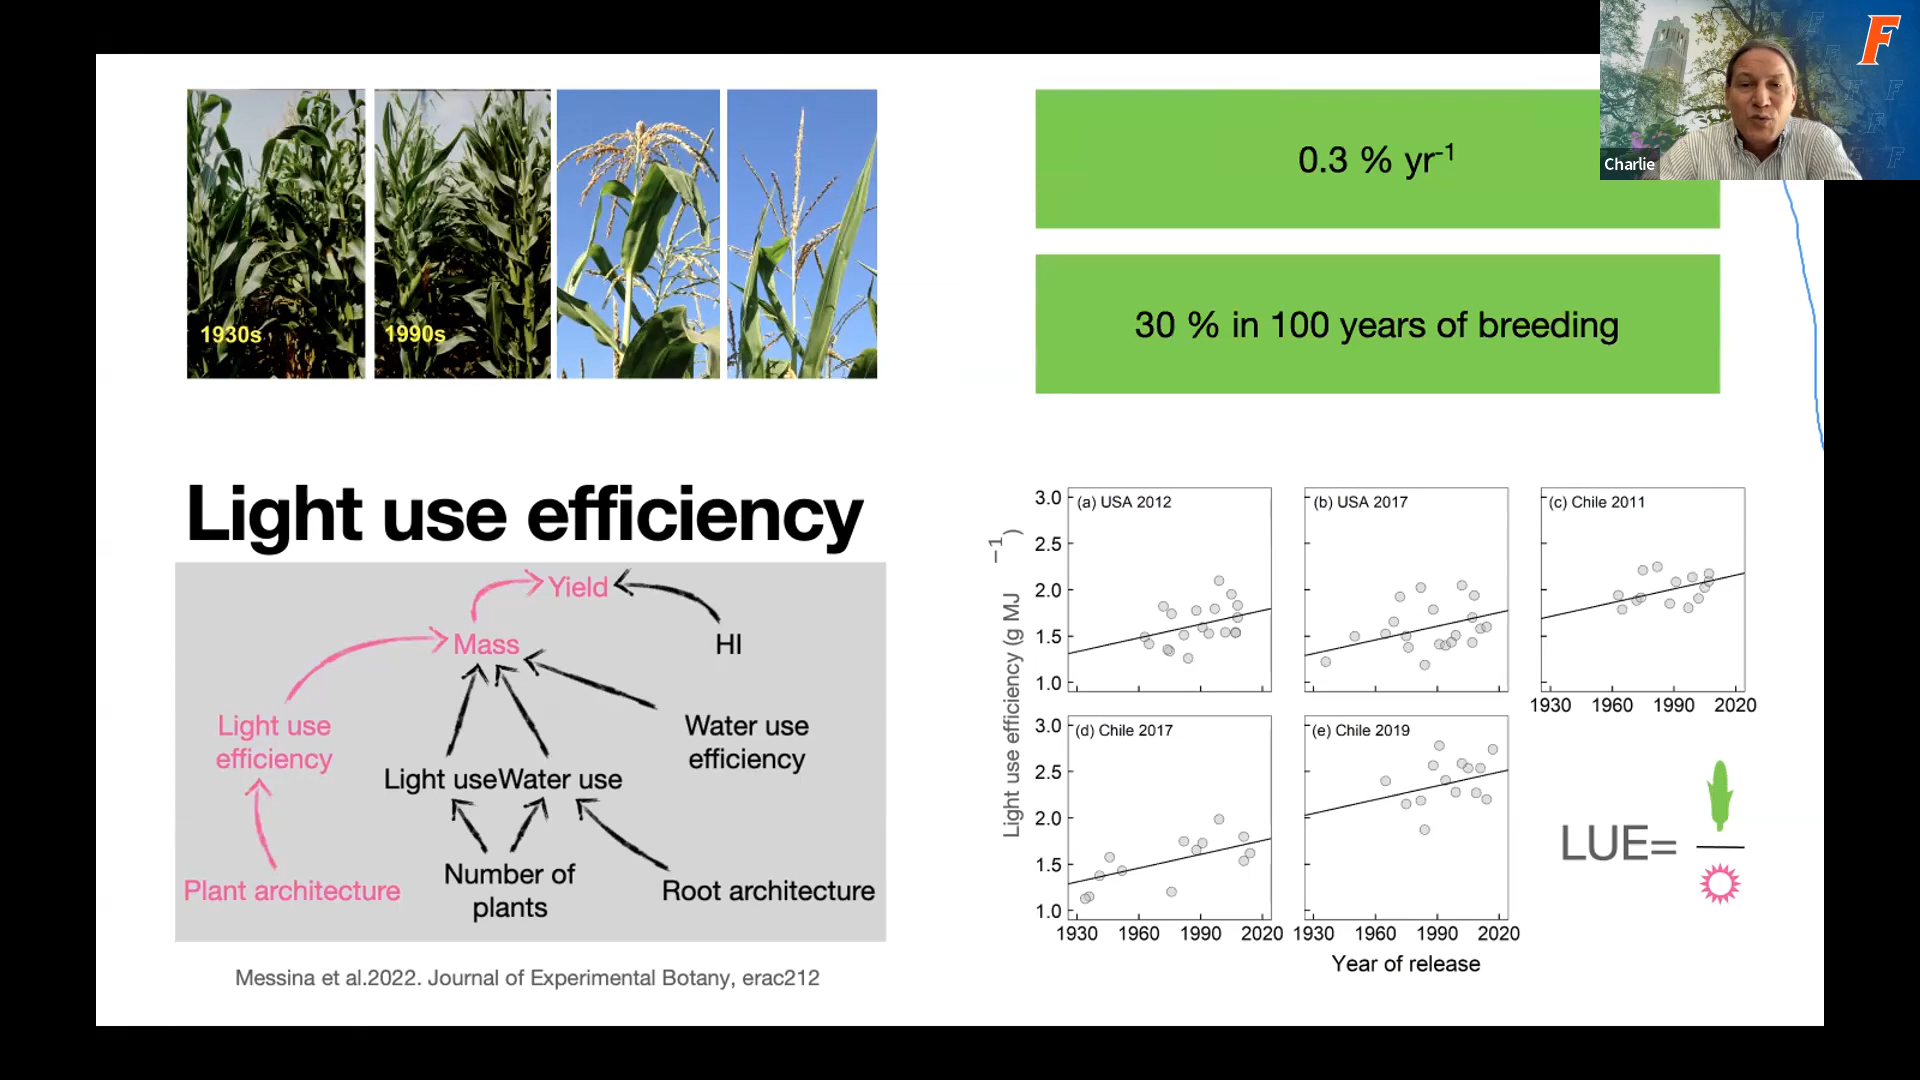 F
Charlie
1930s
1990s
0.3 % yr-1
30 % in 100 years of breeding
Light use efficiency
Yield
Mass
HI
Light use
efficiency
Water use
efficiency
Light use
Water use
Plant architecture
Number of
plants
Root architecture
Messina et al.2022. Journal of Experimental Botany, erac212
Light use efficiency (g MJ −1)
3.0
2.5
2.0
1.5
1.0
(a) USA 2012
(b) USA 2017
(c) Chile 2011
1930 1960 1990 2020
3.0
2.5
2.0
1.5
1.0
(d) Chile 2017
(e) Chile 2019
1930 1960 1990 2020 1930 1960 1990 2020
Year of release
LUE=